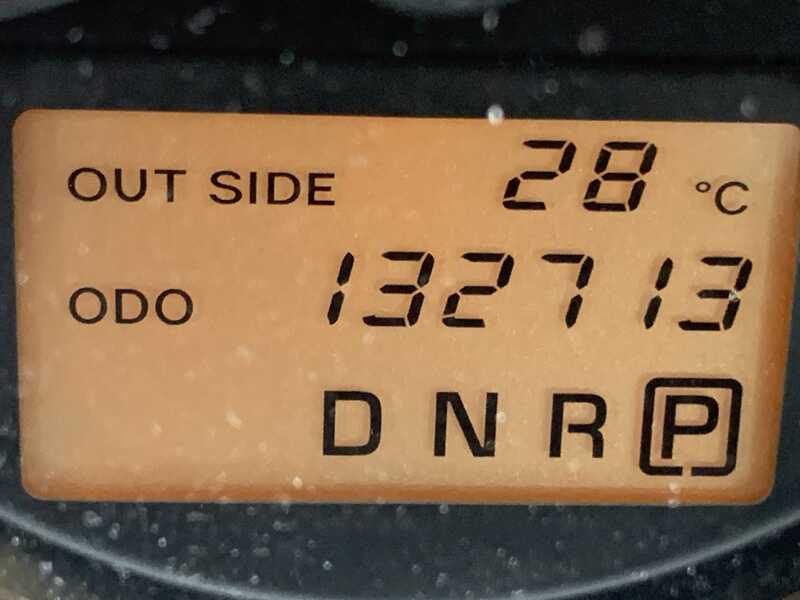 OUT SIDE 28 °C
ODO 132713
D N R P